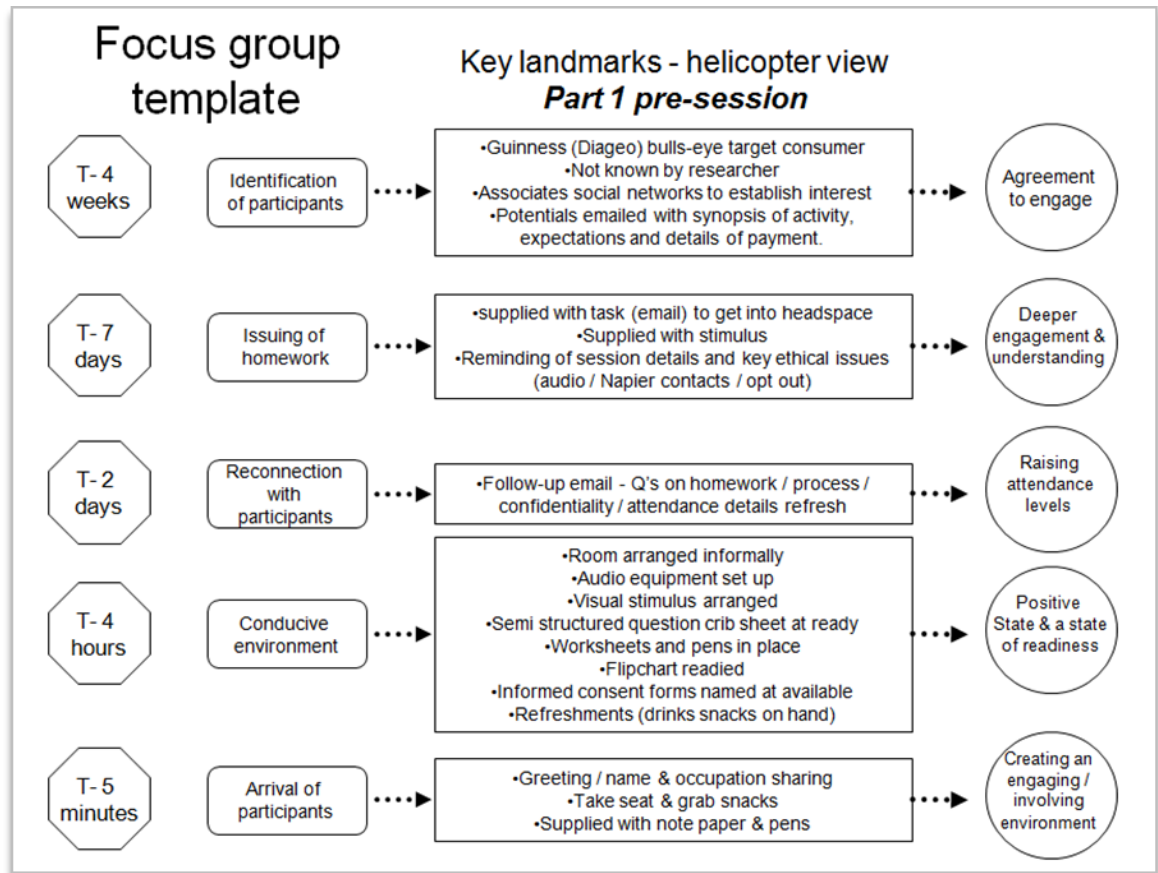 Focus group
template
Key landmarks - helicopter view
Part 1 pre-session
T- 4
weeks
Identification
of participants
•Guinness (Diageo) bulls-eye target consumer
•Not known by researcher
•Associates social networks to establish interest
•Potentials emailed with synopsis of activity,
expectations and details of payment.
Agreement
to engage
T- 7
days
Issuing of
homework
•supplied with task (email) to get into headspace
•Supplied with stimulus
•Reminding of session details and key ethical issues
(audio / Napier contacts / opt out)
Deeper
engagement &
understanding
T- 2
days
Reconnection
with
participants
•Follow-up email - Q's on homework / process /
confidentiality / attendance details refresh
Raising
attendance
levels
T- 4
hours
Conducive
environment
•Room arranged informally
•Audio equipment set up
•Visual stimulus arranged
•Semi structured question crib sheet at ready
•Worksheets and pens in place
•Flipchart readied
•Informed consent forms named at available
•Refreshments (drinks snacks on hand)
Positive
State & a state
of readiness
T- 5
minutes
Arrival of
participants
•Greeting / name & occupation sharing
•Take seat & grab snacks
•Supplied with note paper & pens
Creating an
engaging /
involving
environment